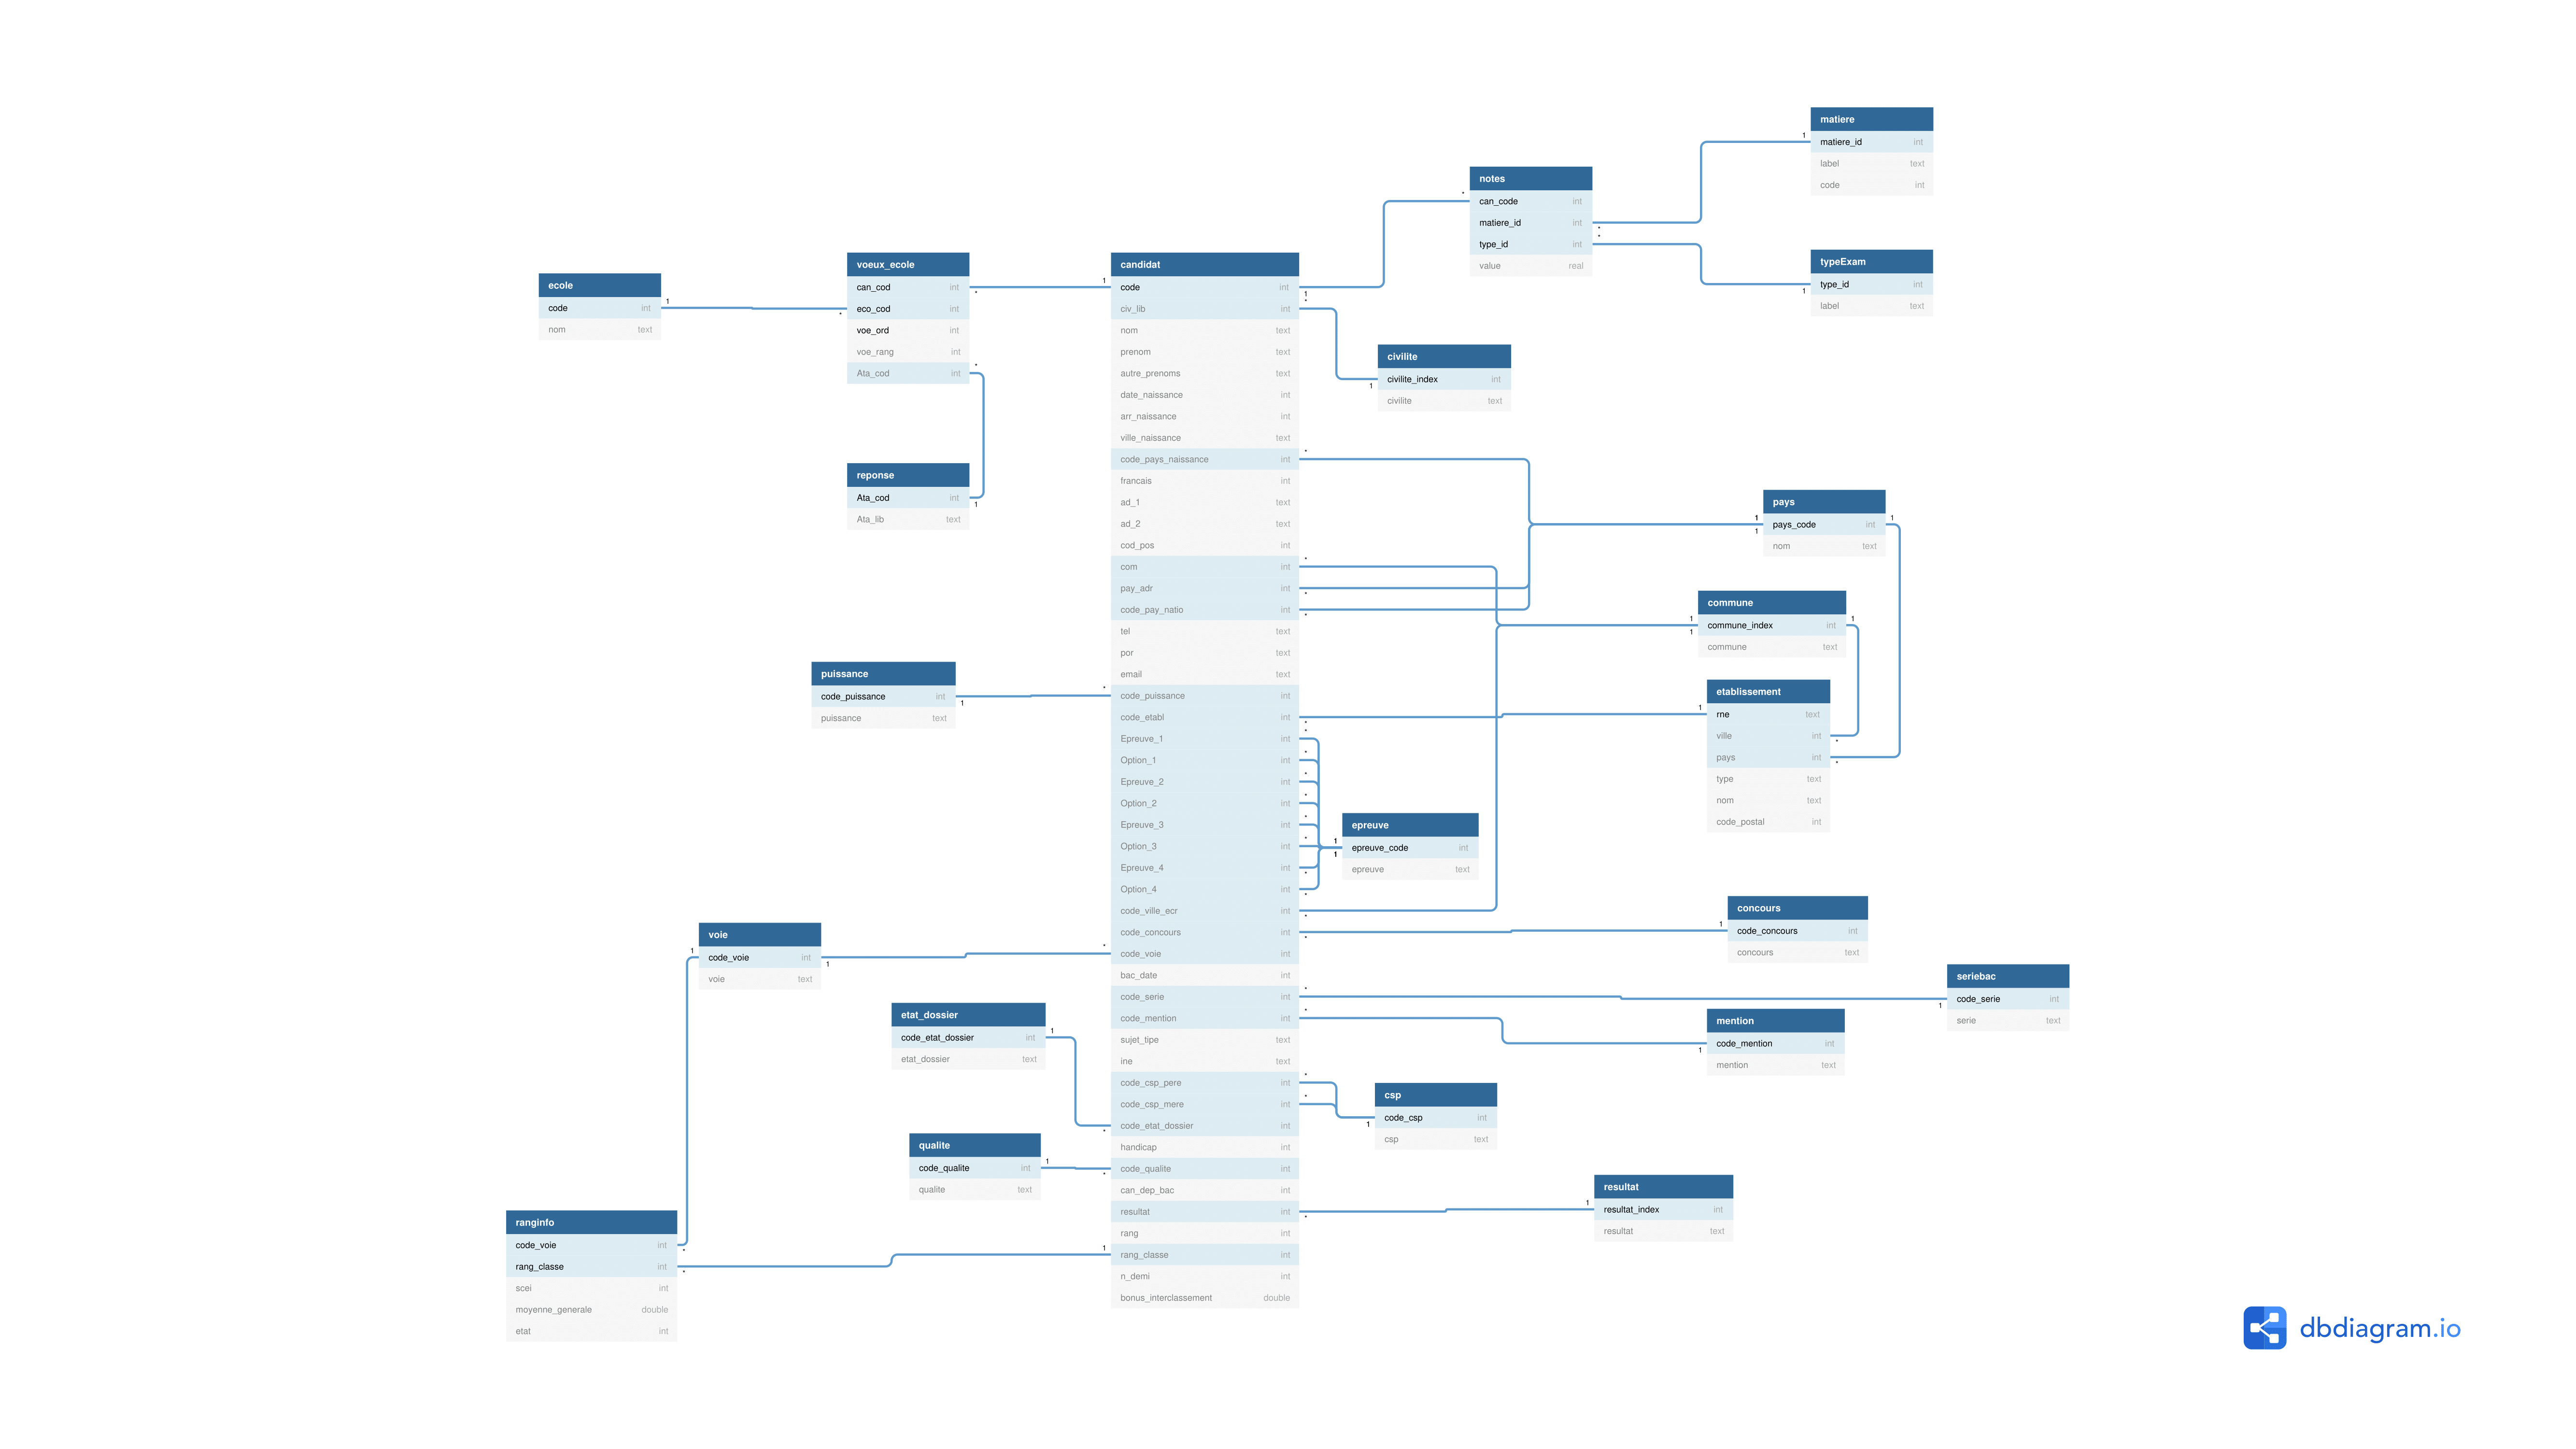 matiere
matiere_id int
label text
code int
notes
can_code int
matiere_id int
type_id int
value real
typeExam
type_id int
label text
ecole
code int
nom text
voeux_ecole
can_cod int
eco_cod int
voe_ord int
voe_rang int
Ata_cod int
reponse
Ata_cod int
Ata_lib text
candidat
code int
civ_lib int
nom text
prenom text
autre_prenoms text
date_naissance int
arr_naissance int
ville_naissance text
code_pays_naissance int
francais int
ad_1 text
ad_2 text
cod_pos int
com int
pay_adr int
code_pay_natio int
tel text
por text
email text
code_puissance int
code_etabl int
Epreuve_1 int
Option_1 int
Epreuve_2 int
Option_2 int
Epreuve_3 int
Option_3 int
Epreuve_4 int
Option_4 int
code_ville_ecr int
code_concours int
code_voie int
bac_date int
code_serie int
code_mention int
sujet_tipe text
ine text
code_csp_pere int
code_csp_mere int
code_etat_dossier int
handicap int
code_qualite int
can_dep_bac int
resultat int
rang int
rang_classe int
n_demi int
bonus_interclassement double
civilite
civilite_index int
civilite text
pays
pays_code int
nom text
commune
commune_index int
commune text
etablissement
rne text
ville int
pays int
type text
nom text
code_postal int
puissance
code_puissance int
puissance text
epreuve
epreuve_code int
epreuve text
concours
code_concours int
concours text
voie
code_voie int
voie text
seriebac
code_serie int
serie text
etat_dossier
code_etat_dossier int
etat_dossier text
mention
code_mention int
mention text
csp
code_csp int
csp text
qualite
code_qualite int
qualite text
resultat
resultat_index int
resultat text
ranginfo
code_voie int
rang_classe int
scei int
moyenne_generale double
etat int
dbdiagram.io